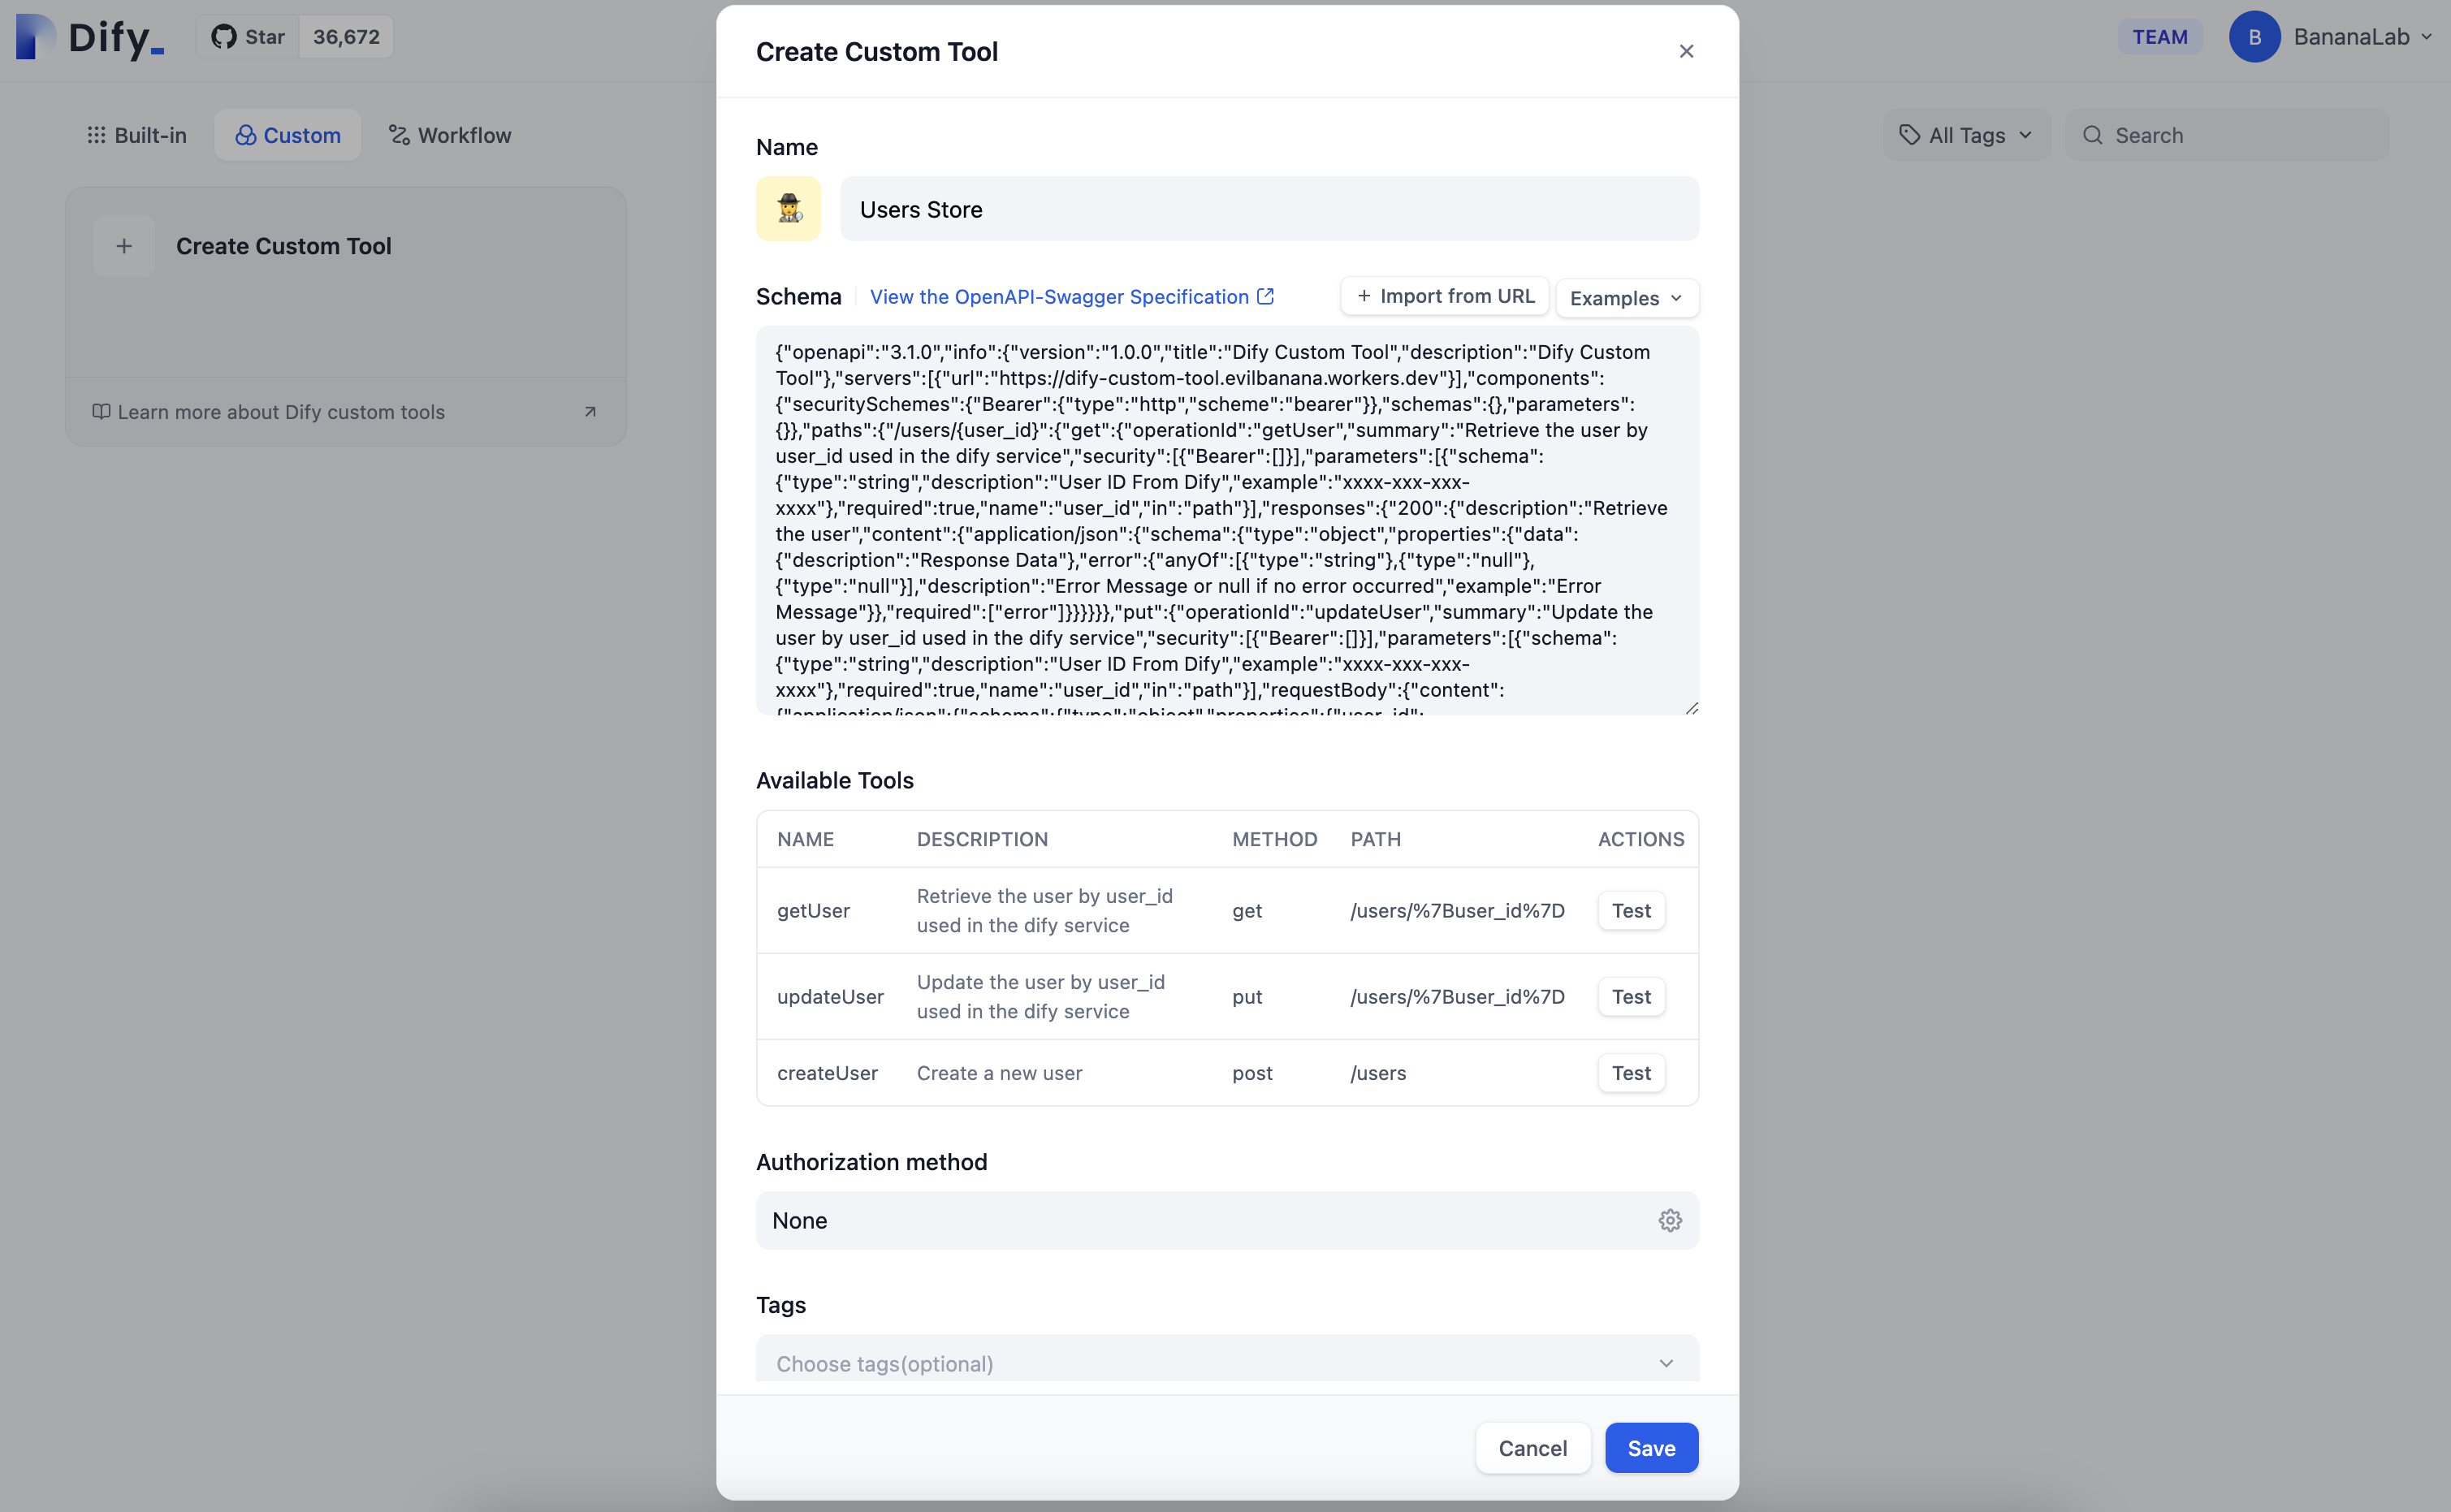 Dify_
Star 36,672
TEAM
B BananaLab
Built-in Custom Workflow
All Tags
Search
Create Custom Tool
Learn more about Dify custom tools
Create Custom Tool
Name
Users Store
Schema View the OpenAPI-Swagger Specification
Import from URL Examples
{"openapi":"3.1.0","info":{"version":"1.0.0","title":"Dify Custom Tool","description":"Dify Custom
Tool"},"servers":[{"url":"https://dify-custom-tool.evilbanana.workers.dev"}],"components":
{"securitySchemes":{"Bearer":{"type":"http","scheme":"bearer"}},"schemas":{},"parameters":
{}},"paths":{"/users/{user_id}":{"get":{"operationId":"getUser","summary":"Retrieve the user by
user_id used in the dify service","security":[{"Bearer":[]}],"parameters":[{"schema":
{"type":"string","description":"User ID From Dify","example":"xxxx-xxx-xxx-
xxxx"},"required":true,"name":"user_id","in":"path"}],"responses":{"200":{"description":"Retrieve
the user","content":{"application/json":{"schema":{"type":"object","properties":{"data":
{"description":"Response Data"},"error":{"anyOf":[{"type":"string"},{"type":"null"},
{"type":"null"}],"description":"Error Message or null if no error occurred","example":"Error
Message"}},"required":["error"]}}}}}},"put":{"operationId":"updateUser","summary":"Update the
user by user_id used in the dify service","security":[{"Bearer":[]}],"parameters":[{"schema":
{"type":"string","description":"User ID From Dify","example":"xxxx-xxx-xxx-
xxxx"},"required":true,"name":"user_id","in":"path"}],"requestBody":{"content":
{"application/json":{"schema":{"type":"object","properties":{"user_id":
Available Tools
NAME DESCRIPTION METHOD PATH ACTIONS
getUser Retrieve the user by user_id
used in the dify service get /users/%7Buser_id%7D Test
updateUser Update the user by user_id
used in the dify service put /users/%7Buser_id%7D Test
createUser Create a new user post /users Test
Authorization method
None
Tags
Choose tags(optional)
Cancel Save